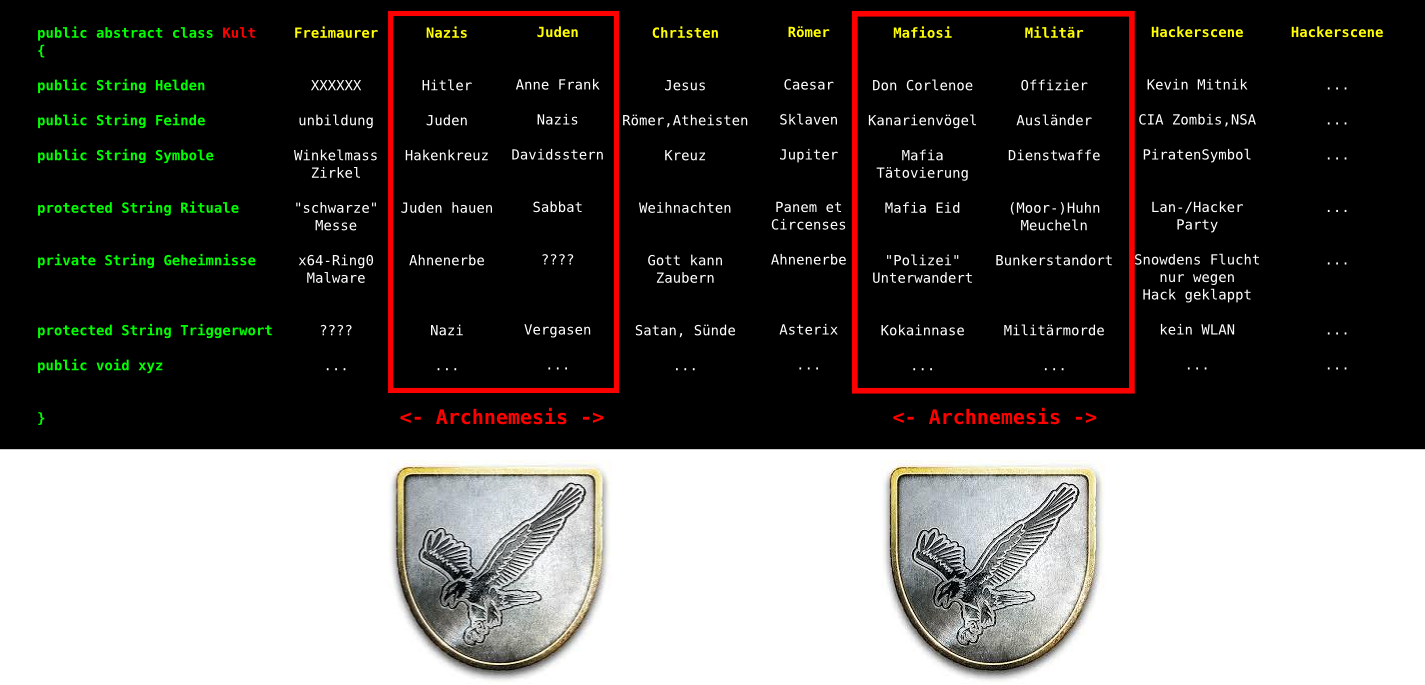 public abstract class Kult Freimaurer Nazis Juden Christen Römer Mafiosi Militär Hackerscene Hackerscene
{
public String Helden XXXXXX Hitler Anne Frank Jesus Caesar Don Corlenoe Offizier Kevin Mitnik ...
public String Feinde unbildung Juden Nazis Römer,Atheisten Sklaven Kanarienvögel Ausländer CIA Zombis,NSA ...
public String Symbole Winkelmass Hakenkreuz Davidsstern Kreuz Jupiter Mafia Dienstwaffe PiratenSymbol ...
Zirkel Tätovierung
protected String Rituale "schwarze" Juden hauen Sabbat Weihnachten Panem et Mafia Eid (Moor-)Huhn Lan-/Hacker ...
Messe Circenses Meucheln Party
private String Geheimnisse x64-Ring0 Ahnenerbe ???? Gott kann Ahnenerbe "Polizei" Bunkerstandort Snowdens Flucht ...
Malware Zaubern Unterwandert nur wegen
Hack geklappt
protected String Triggerwort ???? Nazi Vergasen Satan, Sünde Asterix Kokainnase Militärmorde kein WLAN ...
public void xyz ... ... ... ... ... ... ... ... ...
} <- Archnemesis -> <- Archnemesis ->